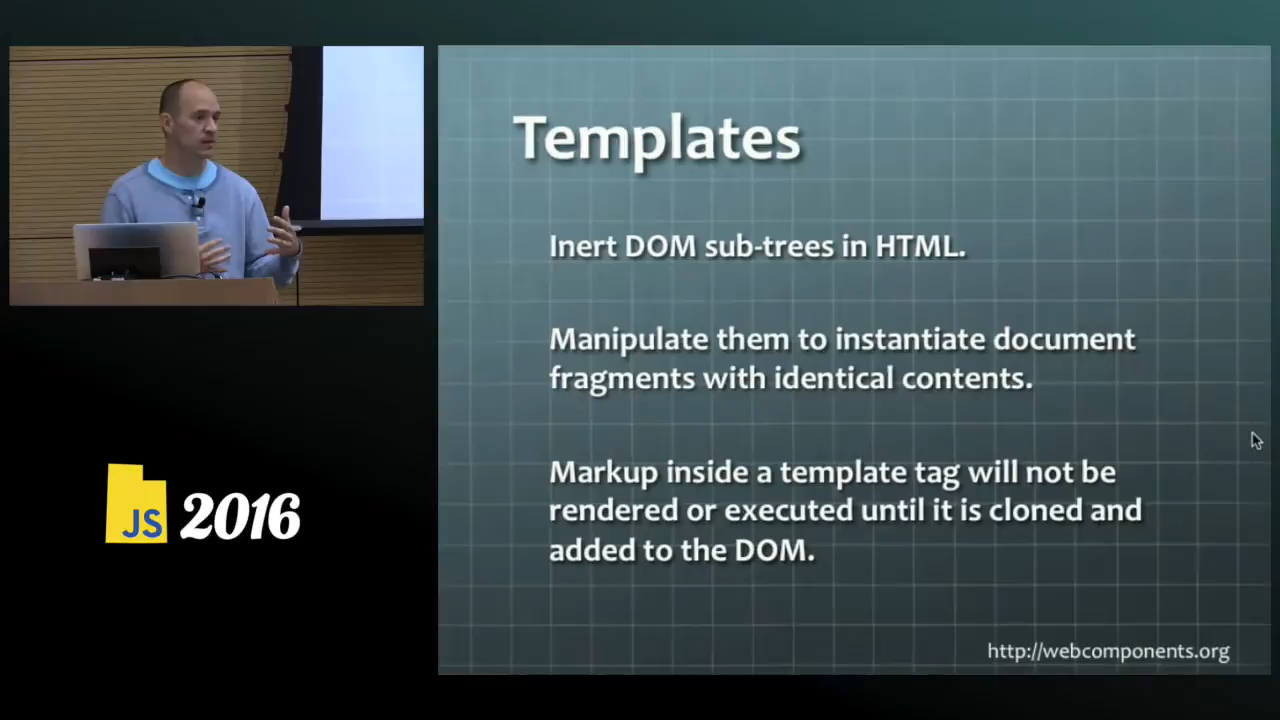 Templates
Inert DOM sub-trees in HTML.
Manipulate them to instantiate document
fragments with identical contents.
Markup inside a template tag will not be
rendered or executed until it is cloned and
added to the DOM.
http://webcomponents.org
JS 2016